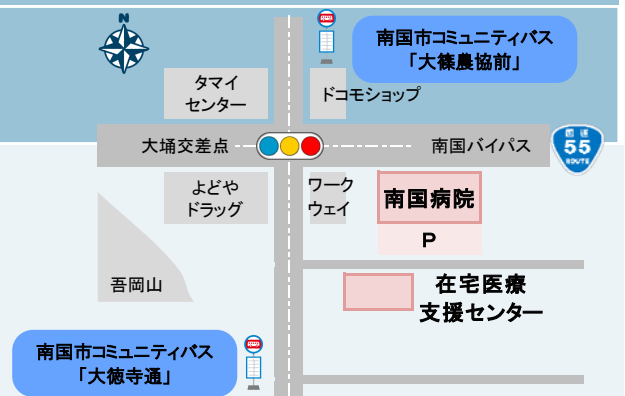 N
南国市コミュニティバス
「大篠農協前」
タマイ
センター
ドコモショップ
大埇交差点
南国バイパス
国道
55
ROUTE
よどや
ドラッグ
ワーク
ウェイ
南国病院
P
吾岡山
在宅医療
支援センター
南国市コミュニティバス
「大徳寺通」